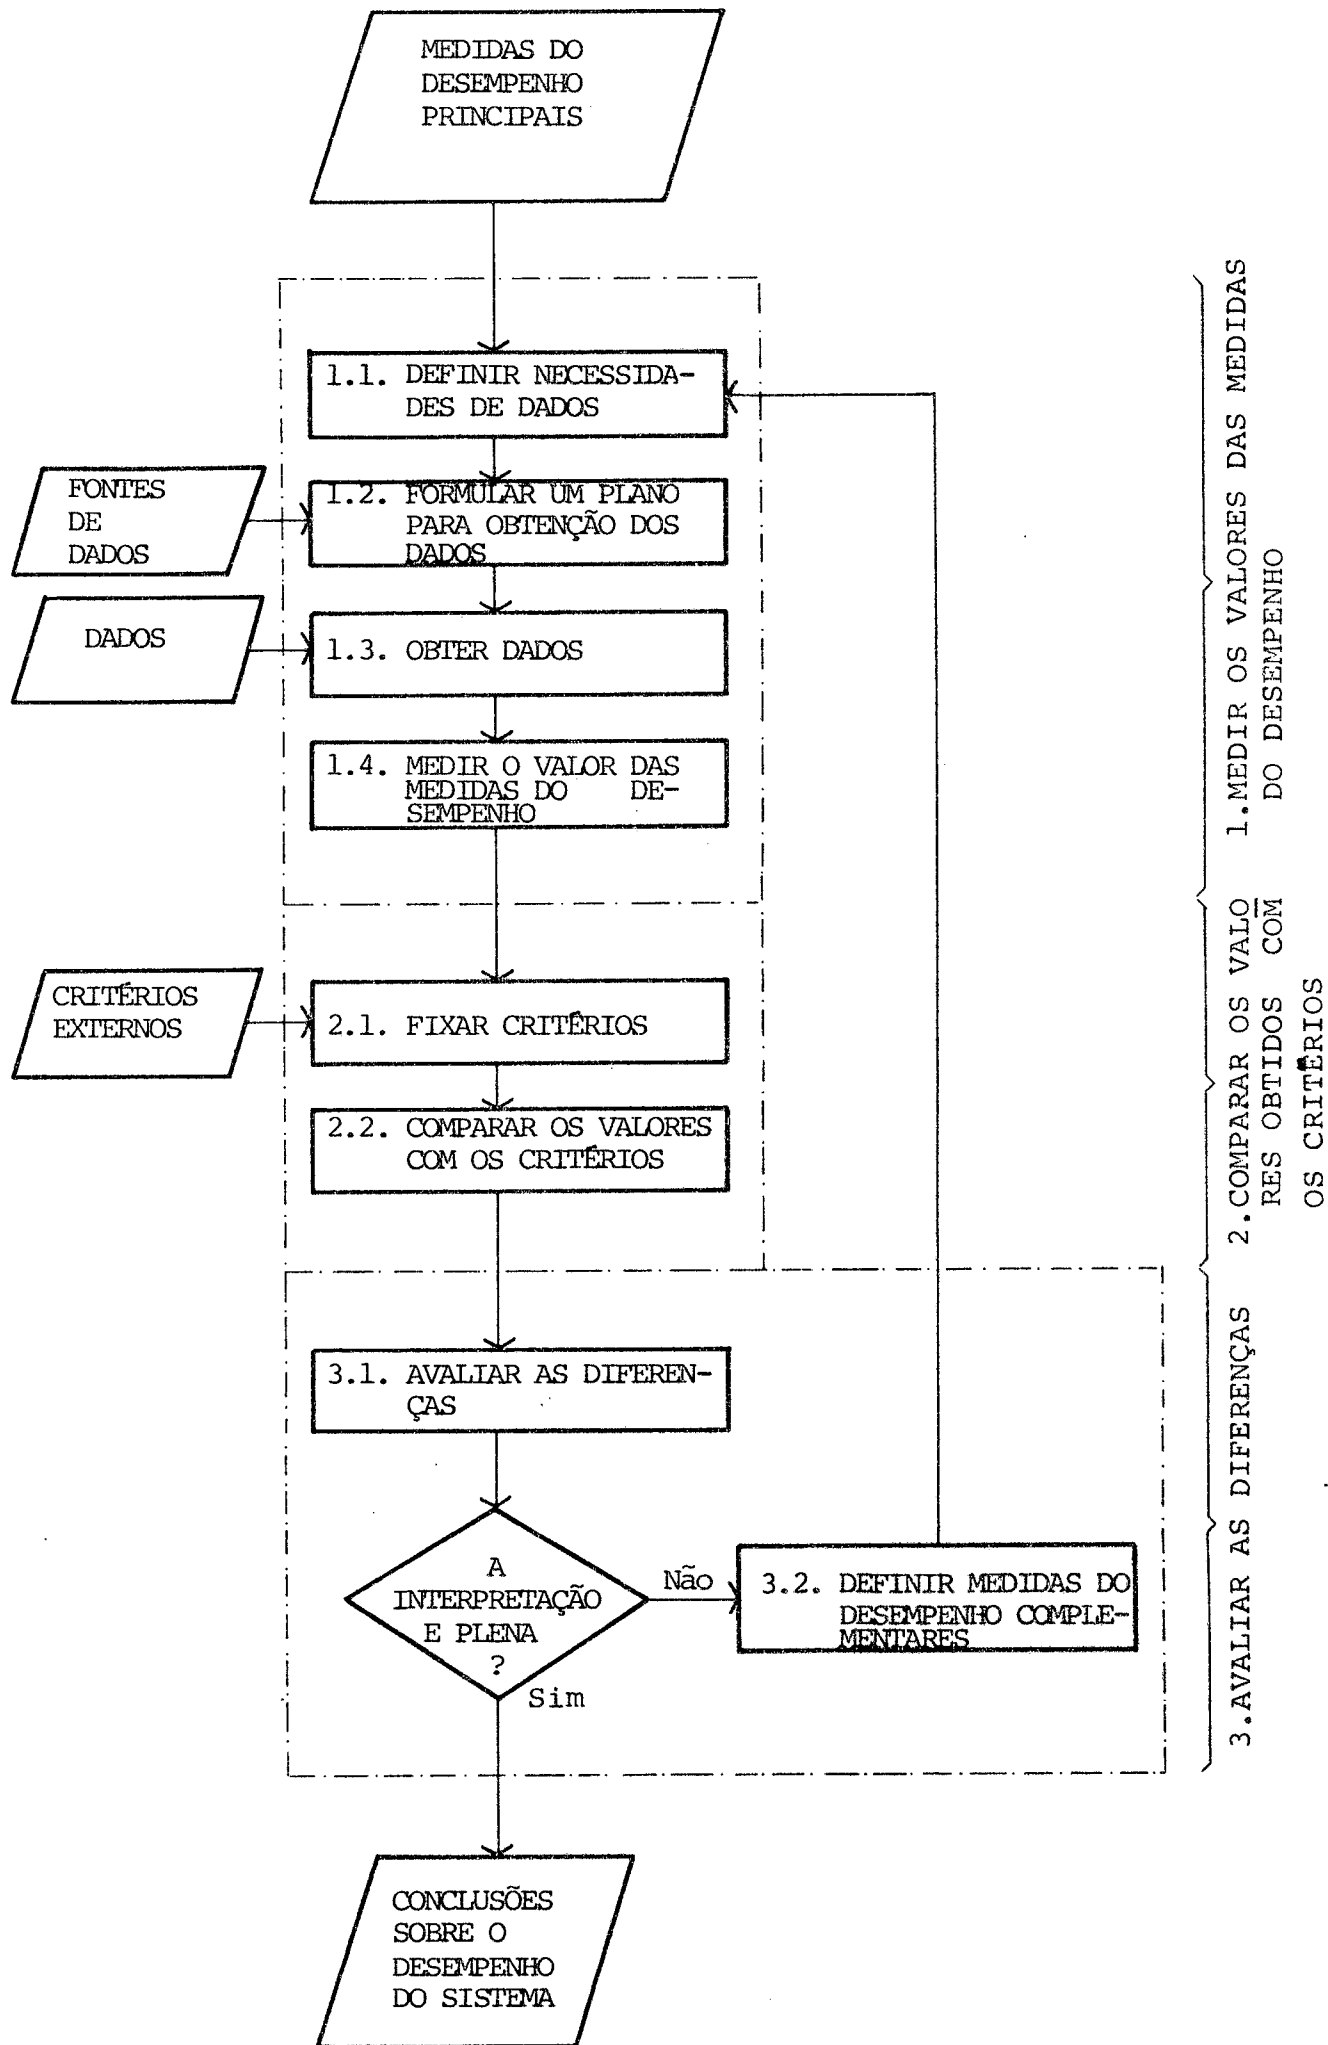 MEDIDAS DO
DESEMPENHO
PRINCIPAIS
1.1. DEFINIR NECESSIDA-
DES DE DADOS
FONTES
DE
DADOS
1.2. FORMULAR UM PLANO
PARA OBTENÇÃO DOS
DADOS
DADOS
1.3. OBTER DADOS
1.4. MEDIR O VALOR DAS
MEDIDAS DO DE-
SEMPENHO
CRITÉRIOS
EXTERNOS
2.1. FIXAR CRITÉRIOS
2.2. COMPARAR OS VALORES
COM OS CRITÉRIOS
3.1. AVALIAR AS DIFEREN-
ÇAS
A
INTERPRETAÇÃO
E PLENA
?
Não
Sim
3.2. DEFINIR MEDIDAS DO
DESEMPENHO COMPLE-
MENTARES
CONCLUSÕES
SOBRE O
DESEMPENHO
DO SISTEMA
1.MEDIR OS VALORES DAS MEDIDAS
DO DESEMPENHO
2.COMPARAR OS VALO
RES OBTIDOS COM
OS CRITÉRIOS
3.AVALIAR AS DIFERENÇAS